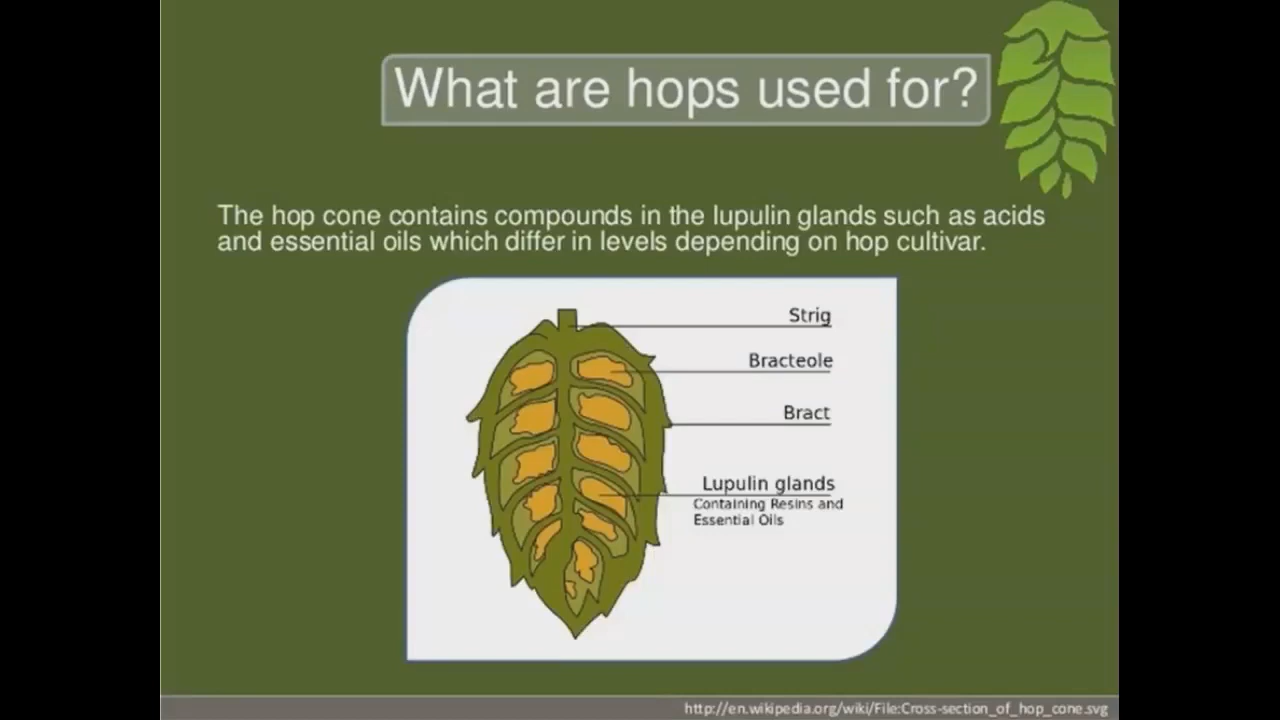 What are hops used for?
The hop cone contains compounds in the lupulin glands such as acids
and essential oils which differ in levels depending on hop cultivar.
Strig
Bracteole
Bract
Lupulin glands
Containing Resins and
Essential Oils
http://en.wikipedia.org/wiki/File:Cross-section_of_hop_cone.svg